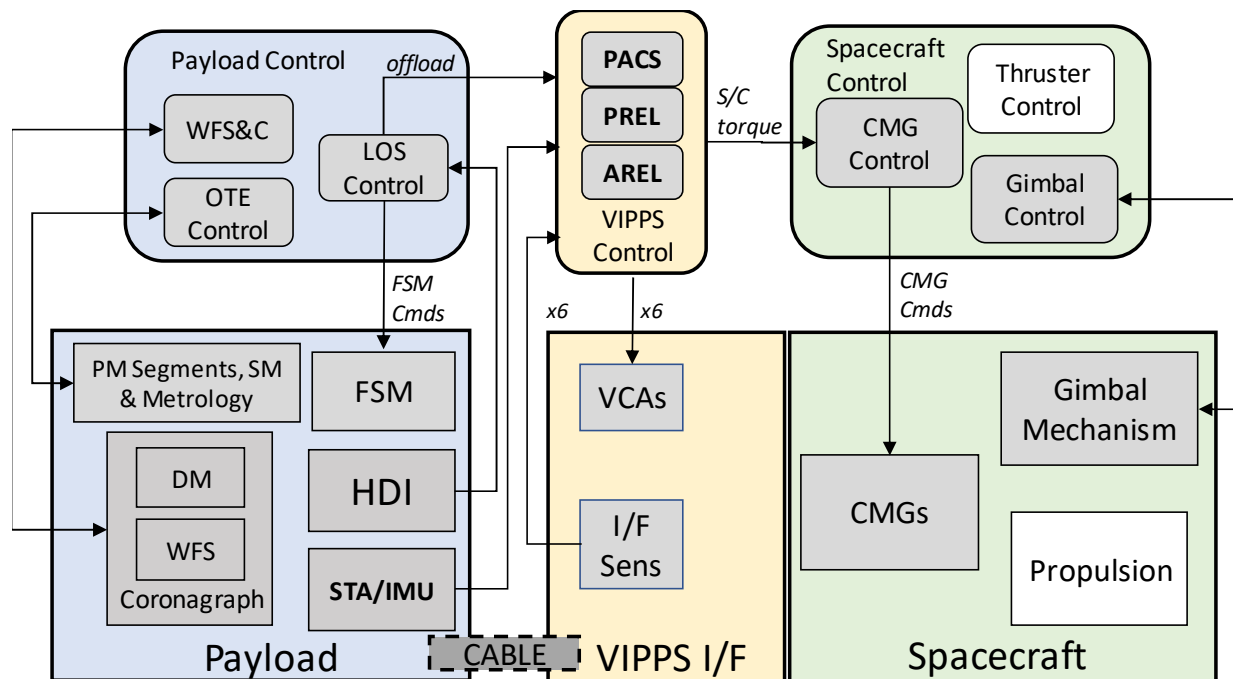 Payload Control
offload
WFS&C
LOS
Control
OTE
Control
FSM
Cmds
PACS
PREL
AREL
VIPPS
Control
S/C
torque
Spacecraft
Control
Thruster
Control
CMG
Control
Gimbal
Control
CMG
Cmds
x6
x6
PM Segments, SM
& Metrology
FSM
DM
WFS
Coronagraph
HDI
STA/IMU
Payload
CABLE
VCAs
I/F
Sens
VIPPS I/F
Gimbal
Mechanism
CMGs
Propulsion
Spacecraft